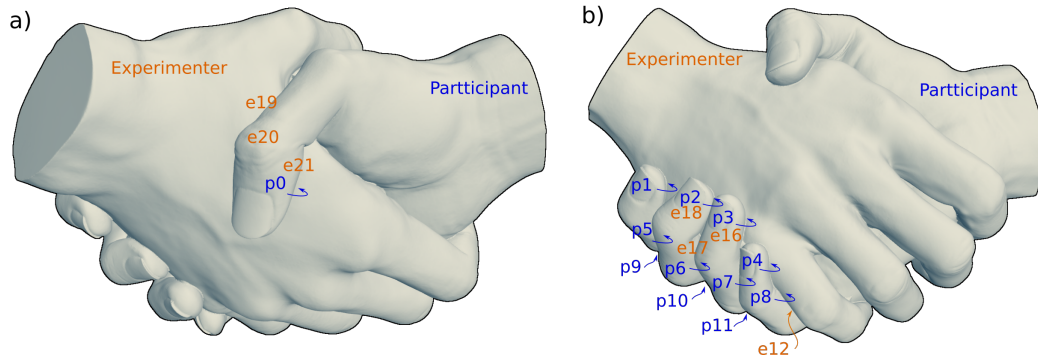 a)
Experimenter
Partticipant
e19
e20
e21
p0
b)
Experimenter
Partticipant
p1
p2
p3
e18
e16
p5
e17
p4
p9
p6
p7
p8
p10
p11
e12